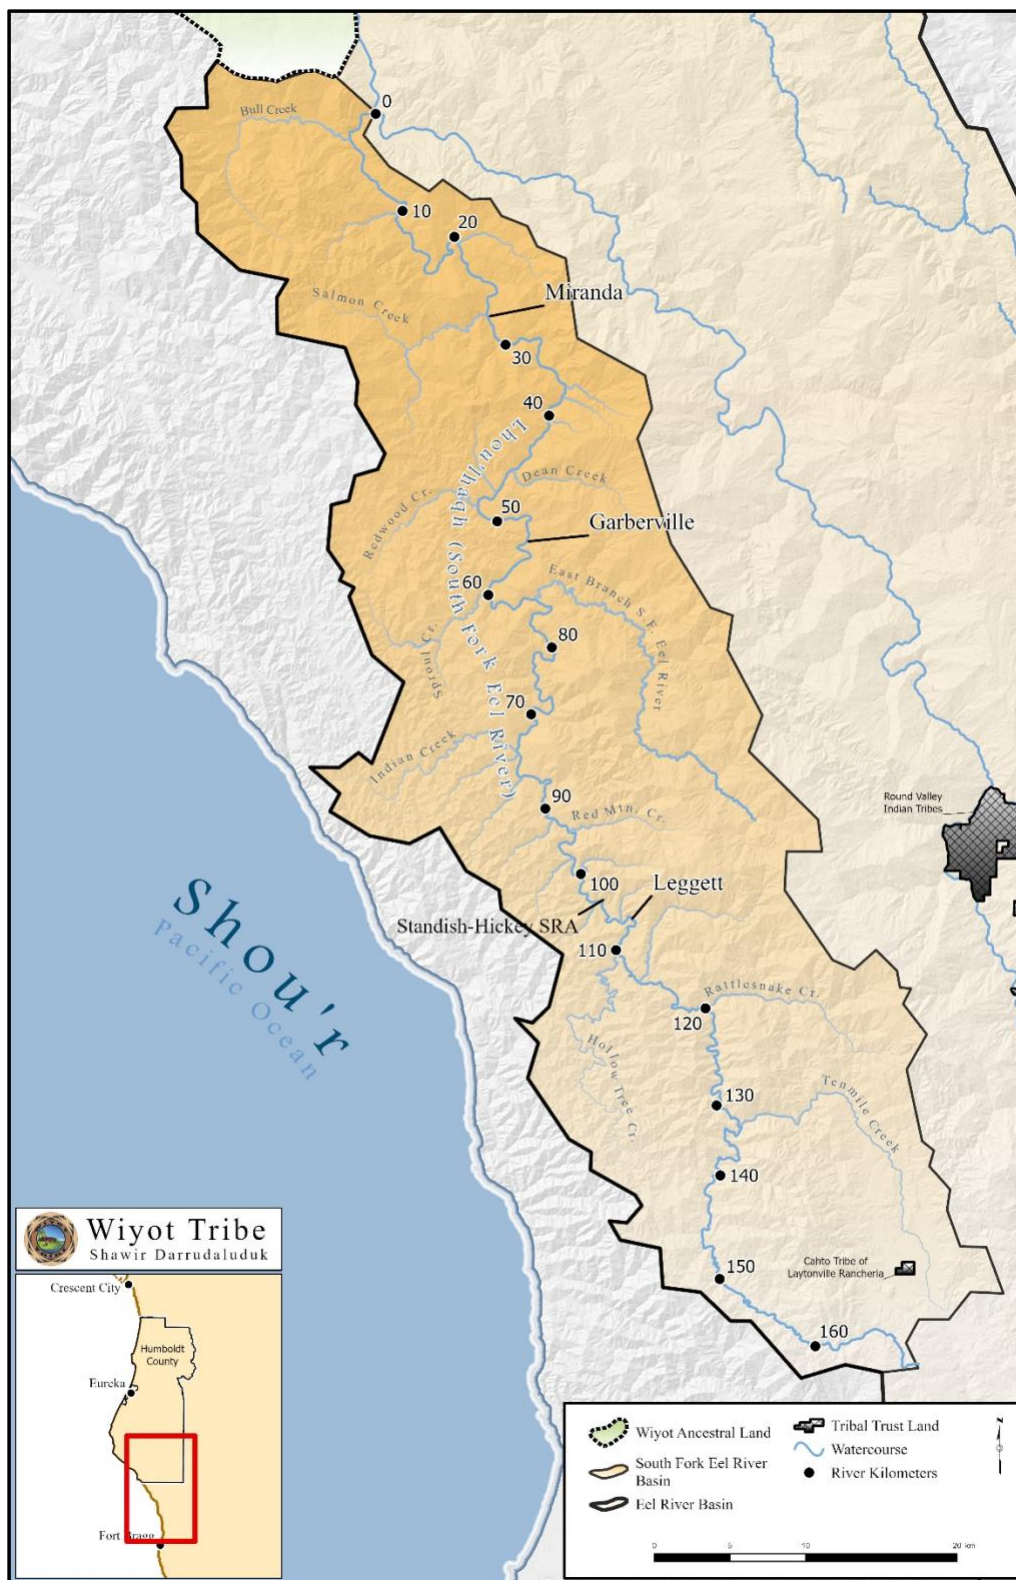 0
Bull Creek
10
20
Miranda
Salmon Creek
30
40
Lhou'lhagh (South Fork Eel River)
Dean Creek
Redwood Cr.
50
Garberville
East Branch S.F. Eel River
60
80
Sproul Cr.
70
Indian Creek
90
Red Mtn. Cr.
Round Valley
Indian Tribes
100
Leggett
Standish-Hickey SRA
110
Shou'r
Pacific Ocean
Rattlesnake Cr.
120
Hollow Tree Cr.
Tenmile Creek
130
140
Cahto Tribe of
Laytonville Rancheria
150
160
Wiyot Tribe
Shawir Darrudaluduk
Crescent City
Humboldt
County
Eureka
Fort Bragg
Wiyot Ancestral Land
South Fork Eel River
Basin
Eel River Basin
Tribal Trust Land
Watercourse
River Kilometers
N
0
5
10
20 km